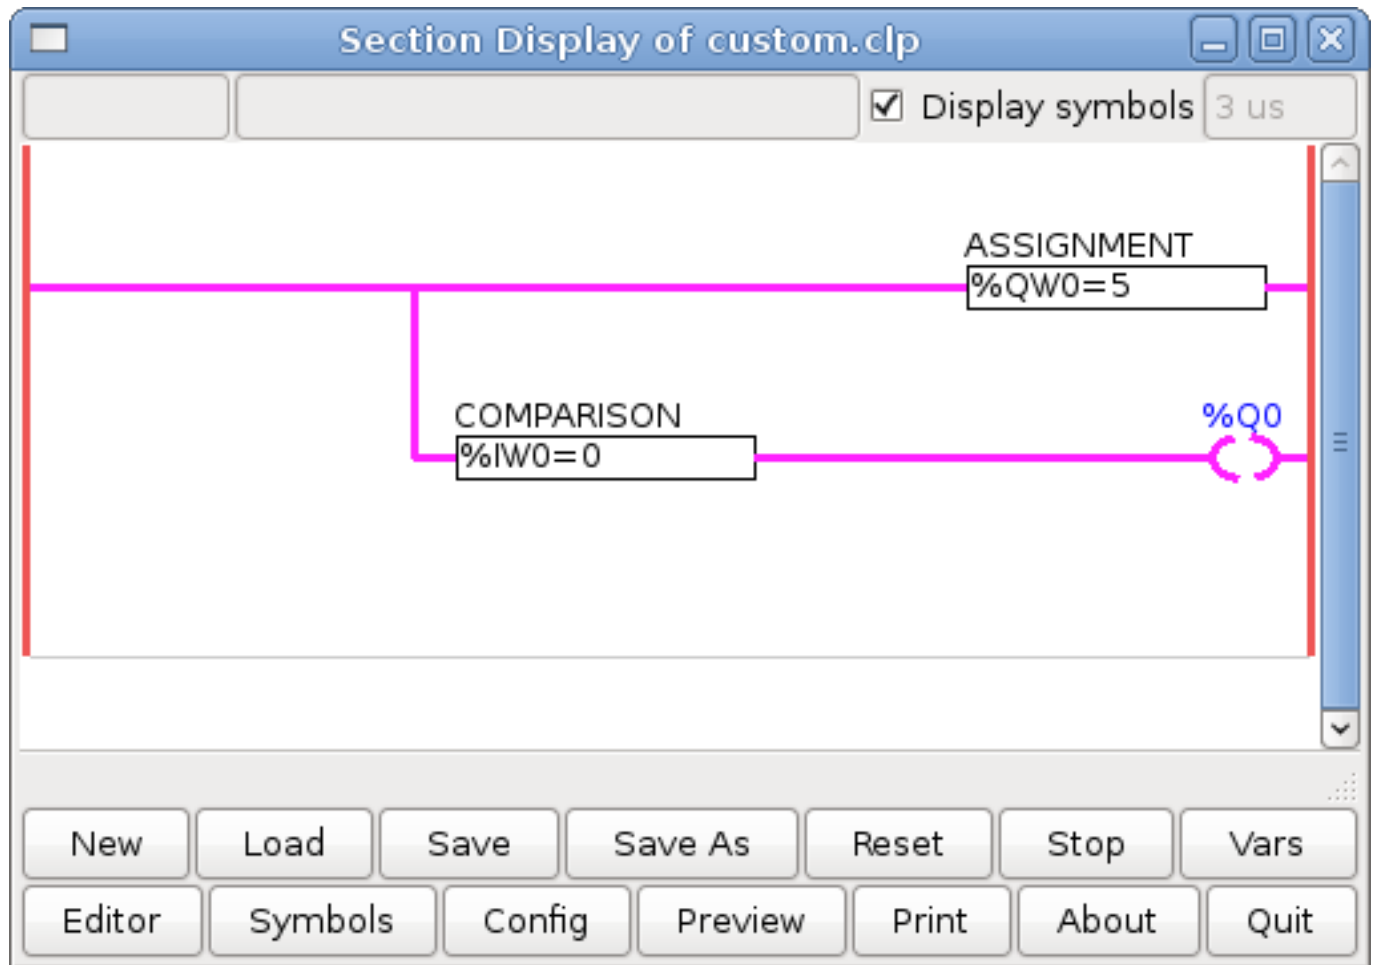 Section Display of custom.clp
Display symbols 3 us
ASSIGNMENT
%QW0=5
COMPARISON %Q0
%IW0=0
New Load Save Save As Reset Stop Vars
Editor Symbols Config Preview Print About Quit